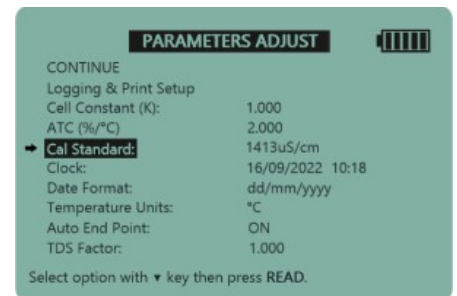 PARAMETERS ADJUST
CONTINUE
Logging & Print Setup
Cell Constant (K): 1.000
ATC (%/°C) 2.000
➡ Cal Standard: 1413uS/cm
Clock: 16/09/2022 10:18
Date Format: dd/mm/yyyy
Temperature Units: °C
Auto End Point: ON
TDS Factor: 1.000
Select option with ▼ key then press READ.